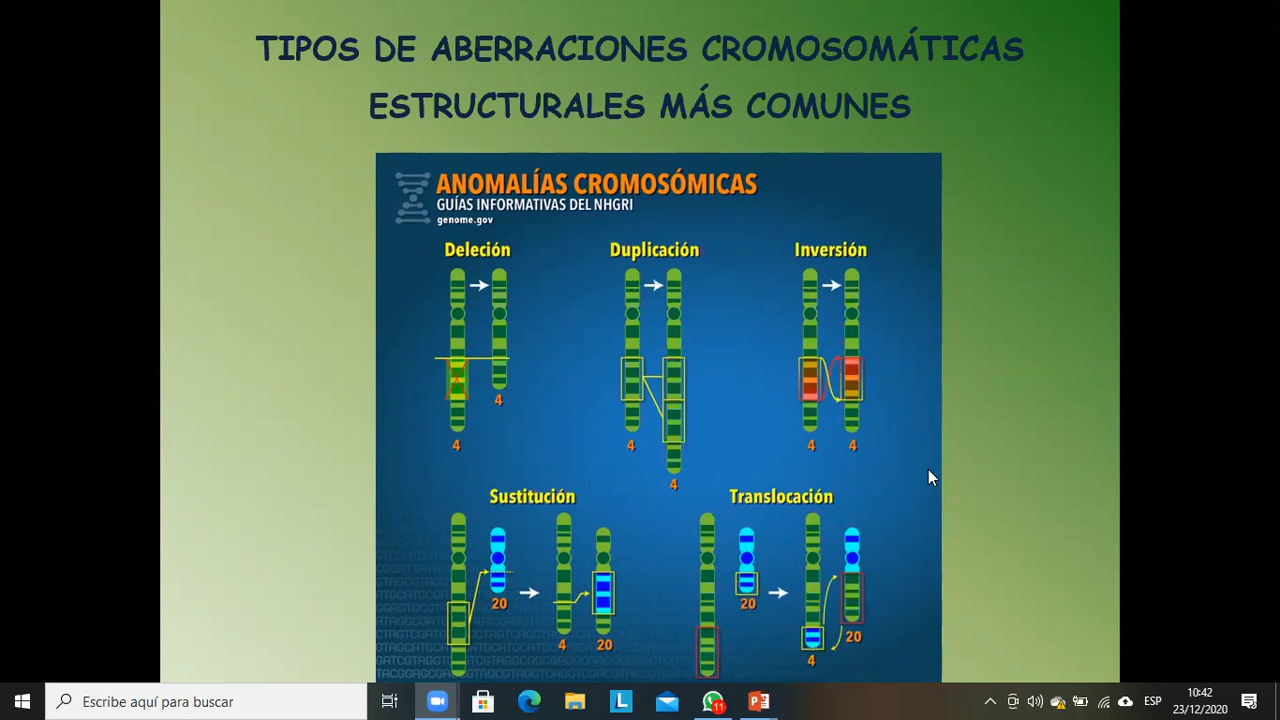 TIPOS DE ABERRACIONES CROMOSOMÁTICAS
ESTRUCTURALES MÁS COMUNES
ANOMALÍAS CROMOSÓMICAS
GUÍAS INFORMATIVAS DEL NHGRI
genome.gov
Deleción Duplicación Inversión
4
4 4 4 4
4
Sustitución Translocación
20 20
4 20 20
4
Escribe aquí para buscar
11
ESP
10:42
23/12/2020